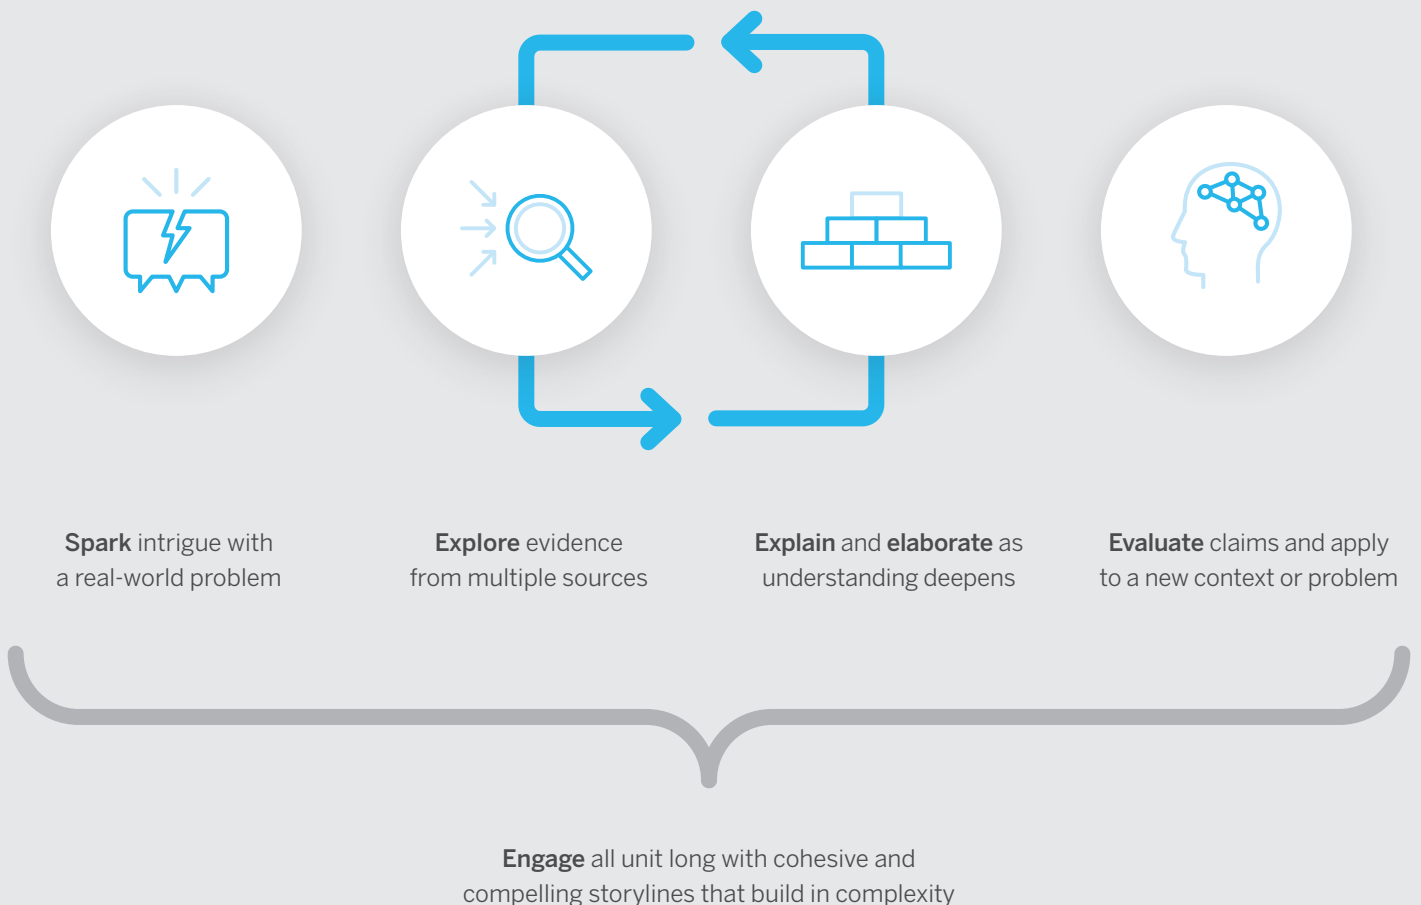 Spark intrigue with
a real-world problem
Explore evidence
from multiple sources
Explain and elaborate as
understanding deepens
Evaluate claims and apply
to a new context or problem
Engage all unit long with cohesive and
compelling storylines that build in complexity